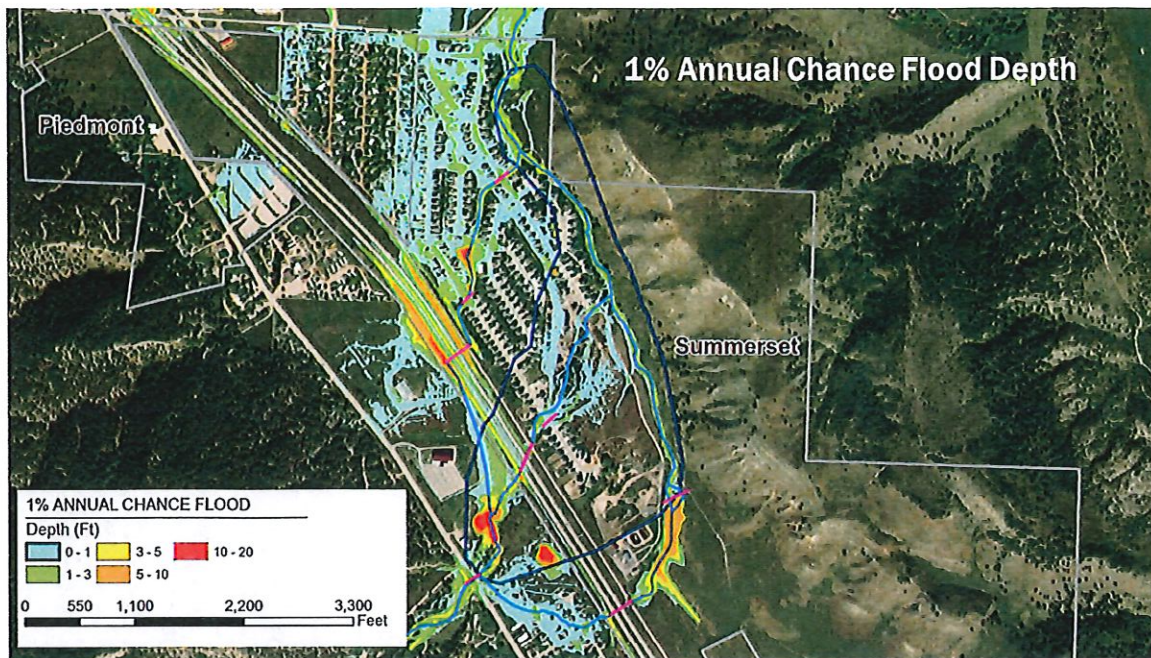 1% Annual Chance Flood Depth
Piedmont
Summerset
1% ANNUAL CHANCE FLOOD
Depth (Ft)
0 - 1
3 - 5
10 - 20
1 - 3
5 - 10
0 550 1,100 2,200 3,300
Feet